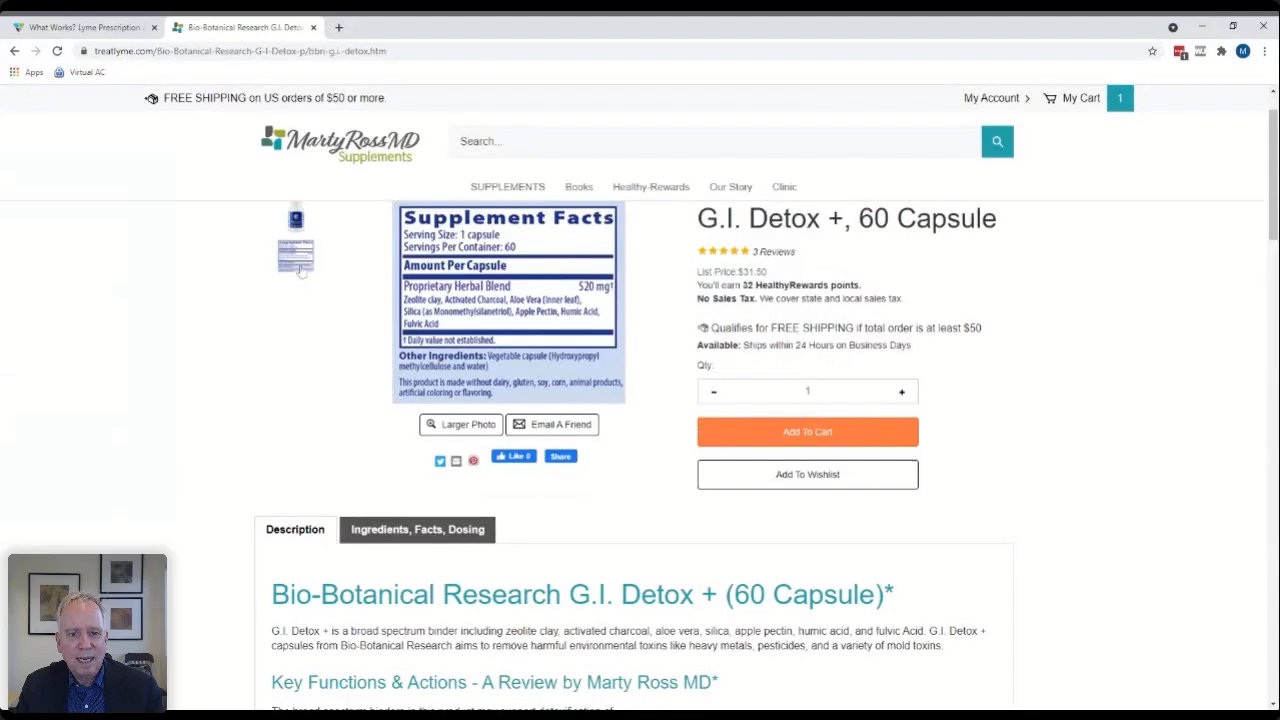 What Works? Lyme Prescription
Bio-Botanical Research G.I. Deto
treatlyme.com/Bio-Botanical-Research-G-I-Detox-p/bbri-g.i.-detox.htm
Apps
Virtual AC
M
FREE SHIPPING on US orders of $50 or more.
My Account
My Cart
1
MartyRossMD
Supplements
Search...
SUPPLEMENTS
Books
Healthy-Rewards
Our Story
Clinic
Supplement Facts
Serving Size: 1 capsule
Servings Per Container: 60
Amount Per Capsule
Proprietary Herbal Blend 520 mg†
Zeolite clay, Activated Charcoal, Aloe Vera (inner leaf),
Silica (as Monomethylsilanetriol), Apple Pectin, Humic Acid,
Fulvic Acid
† Daily value not established.
Other Ingredients: Vegetable capsule (Hydroxypropyl
methylcellulose and water)
This product is made without dairy, gluten, soy, corn, animal products,
artificial coloring or flavoring.
Larger Photo
Email A Friend
Like 0
Share
G.I. Detox +, 60 Capsule
3 Reviews
List Price:$31.50
You'll earn 32 HealthyRewards points.
No Sales Tax. We cover state and local sales tax.
Qualifies for FREE SHIPPING if total order is at least $50
Available: Ships within 24 Hours on Business Days
Qty:
- 1 +
Add To Cart
Add To Wishlist
Description
Ingredients, Facts, Dosing
Bio-Botanical Research G.I. Detox + (60 Capsule)*
G.I. Detox + is a broad spectrum binder including zeolite clay, activated charcoal, aloe vera, silica, apple pectin, humic acid, and fulvic Acid. G.I. Detox +
capsules from Bio-Botanical Research aims to remove harmful environmental toxins like heavy metals, pesticides, and a variety of mold toxins.
Key Functions & Actions - A Review by Marty Ross MD*